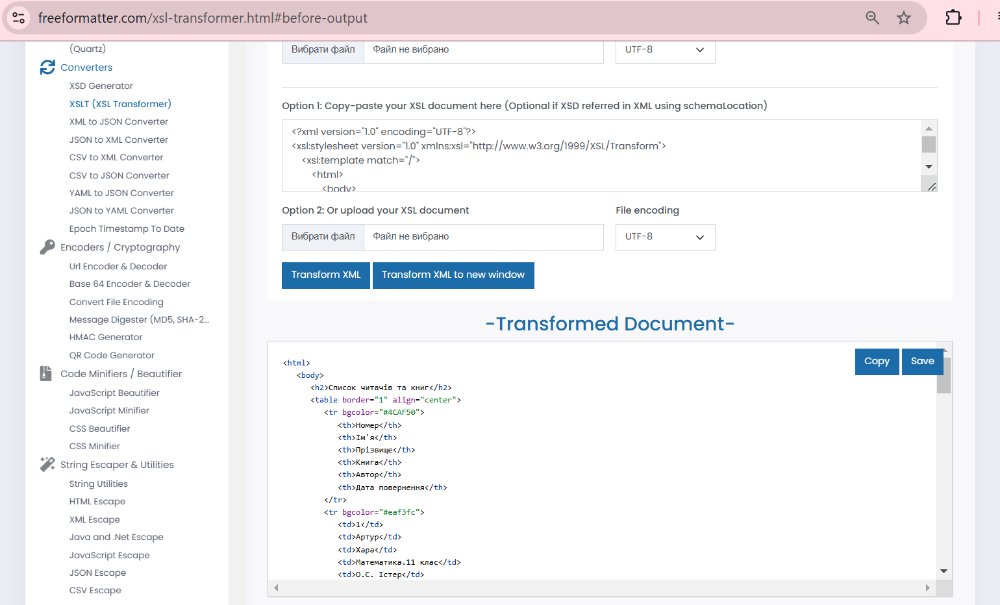 freeformatter.com/xsl-transformer.html#before-output
(Quartz)
Converters
XSD Generator
XSLT (XSL Transformer)
XML to JSON Converter
JSON to XML Converter
CSV to XML Converter
CSV to JSON Converter
YAML to JSON Converter
JSON to YAML Converter
Epoch Timestamp To Date
Encoders / Cryptography
Url Encoder & Decoder
Base 64 Encoder & Decoder
Convert File Encoding
Message Digester (MD5, SHA-2...
HMAC Generator
QR Code Generator
Code Minifiers / Beautifier
JavaScript Beautifier
JavaScript Minifier
CSS Beautifier
CSS Minifier
String Escaper & Utilities
String Utilities
HTML Escape
XML Escape
Java and .Net Escape
JavaScript Escape
JSON Escape
CSV Escape
Вибрати файл Файл не вибрано UTF-8
Option 1: Copy-paste your XSL document here (Optional if XSD referred in XML using schemaLocation)
<?xml version="1.0" encoding="UTF-8"?>
<xsl:stylesheet version="1.0" xmlns:xsl="http://www.w3.org/1999/XSL/Transform">
<xsl:template match="/">
<html>
<body>
Option 2: Or upload your XSL document File encoding
Вибрати файл Файл не вибрано UTF-8
Transform XML Transform XML to new window
-Transformed Document-
Copy Save
<html>
<body>
<h2>Список читачів та книг</h2>
<table border="1" align="center">
<tr bgcolor="#4CAF50">
<th>Номер</th>
<th>Ім'я</th>
<th>Прізвище</th>
<th>Книга</th>
<th>Автор</th>
<th>Дата повернення</th>
</tr>
<tr bgcolor="#eaf3fc">
<td>1</td>
<td>Артур</td>
<td>Хара</td>
<td>Математика.11 клас</td>
<td>О.С. Істер</td>